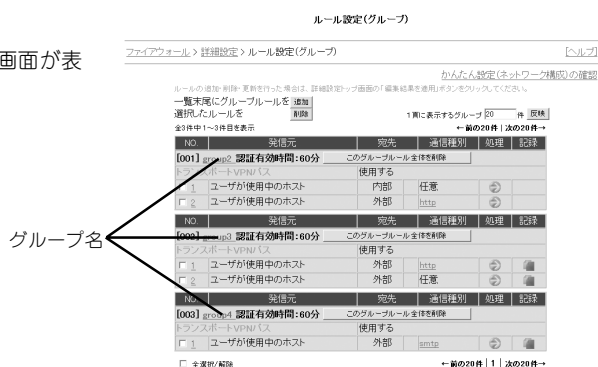 ルール設定(グループ)
画面が表
ファイアウォール > 詳細設定 > ルール設定(グループ) [ヘルプ]
かんたん設定(ネットワーク構成)の確認
ルールの追加・削除・更新を行った場合は、詳細設定トップ画面の「編集結果を適用」ボタンをクリックしてください。
一覧末尾にグループルールを 追加
選択したルールを 削除 1頁に表示するグループ 20 件 反映
全3件中1～3件目を表示 ←前の20件 | 次の20件→
NO. 発信元 宛先 通信種別 処理 記録
[001] group2 認証有効時間:60分 このグループルール全体を削除
トランスポートVPNパス 使用する
1 ユーザが使用中のホスト 内部 任意
2 ユーザが使用中のホスト 外部 http
NO. 発信元 宛先 通信種別 処理 記録
グループ名
[002] group3 認証有効時間:60分 このグループルール全体を削除
トランスポートVPNパス 使用する
1 ユーザが使用中のホスト 外部 http
2 ユーザが使用中のホスト 外部 任意
NO. 発信元 宛先 通信種別 処理 記録
[003] group4 認証有効時間:60分 このグループルール全体を削除
トランスポートVPNパス 使用する
1 ユーザが使用中のホスト 外部 smtp
全選択/解除 ←前の20件 | 1 | 次の20件→